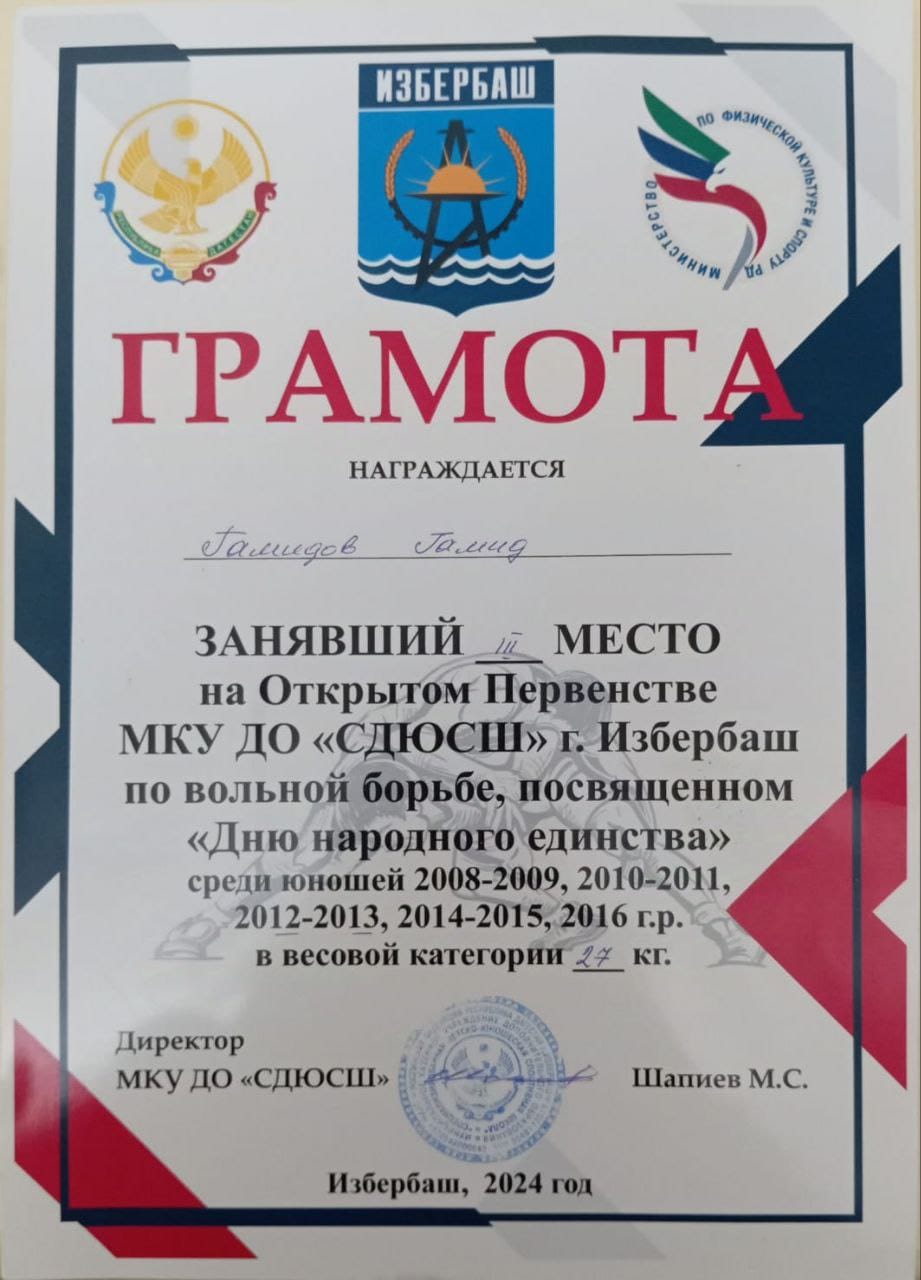 ИЗБЕРБАШ
РЕСПУБЛИКА ДАГЕСТАН
МИНИСТЕРСТВО ПО ФИЗИЧЕСКОЙ КУЛЬТУРЕ И СПОРТУ РД
ГРАМОТА
НАГРАЖДАЕТСЯ
Гамидов Гамид
ЗАНЯВШИЙ III МЕСТО
на Открытом Первенстве
МКУ ДО «СДЮСШ» г. Избербаш
по вольной борьбе, посвященном
«Дню народного единства»
среди юношей 2008-2009, 2010-2011,
2012-2013, 2014-2015, 2016 г.р.
в весовой категории 27 кг.
Директор
МКУ ДО «СДЮСШ» Шапиев М.С.
Избербаш, 2024 год